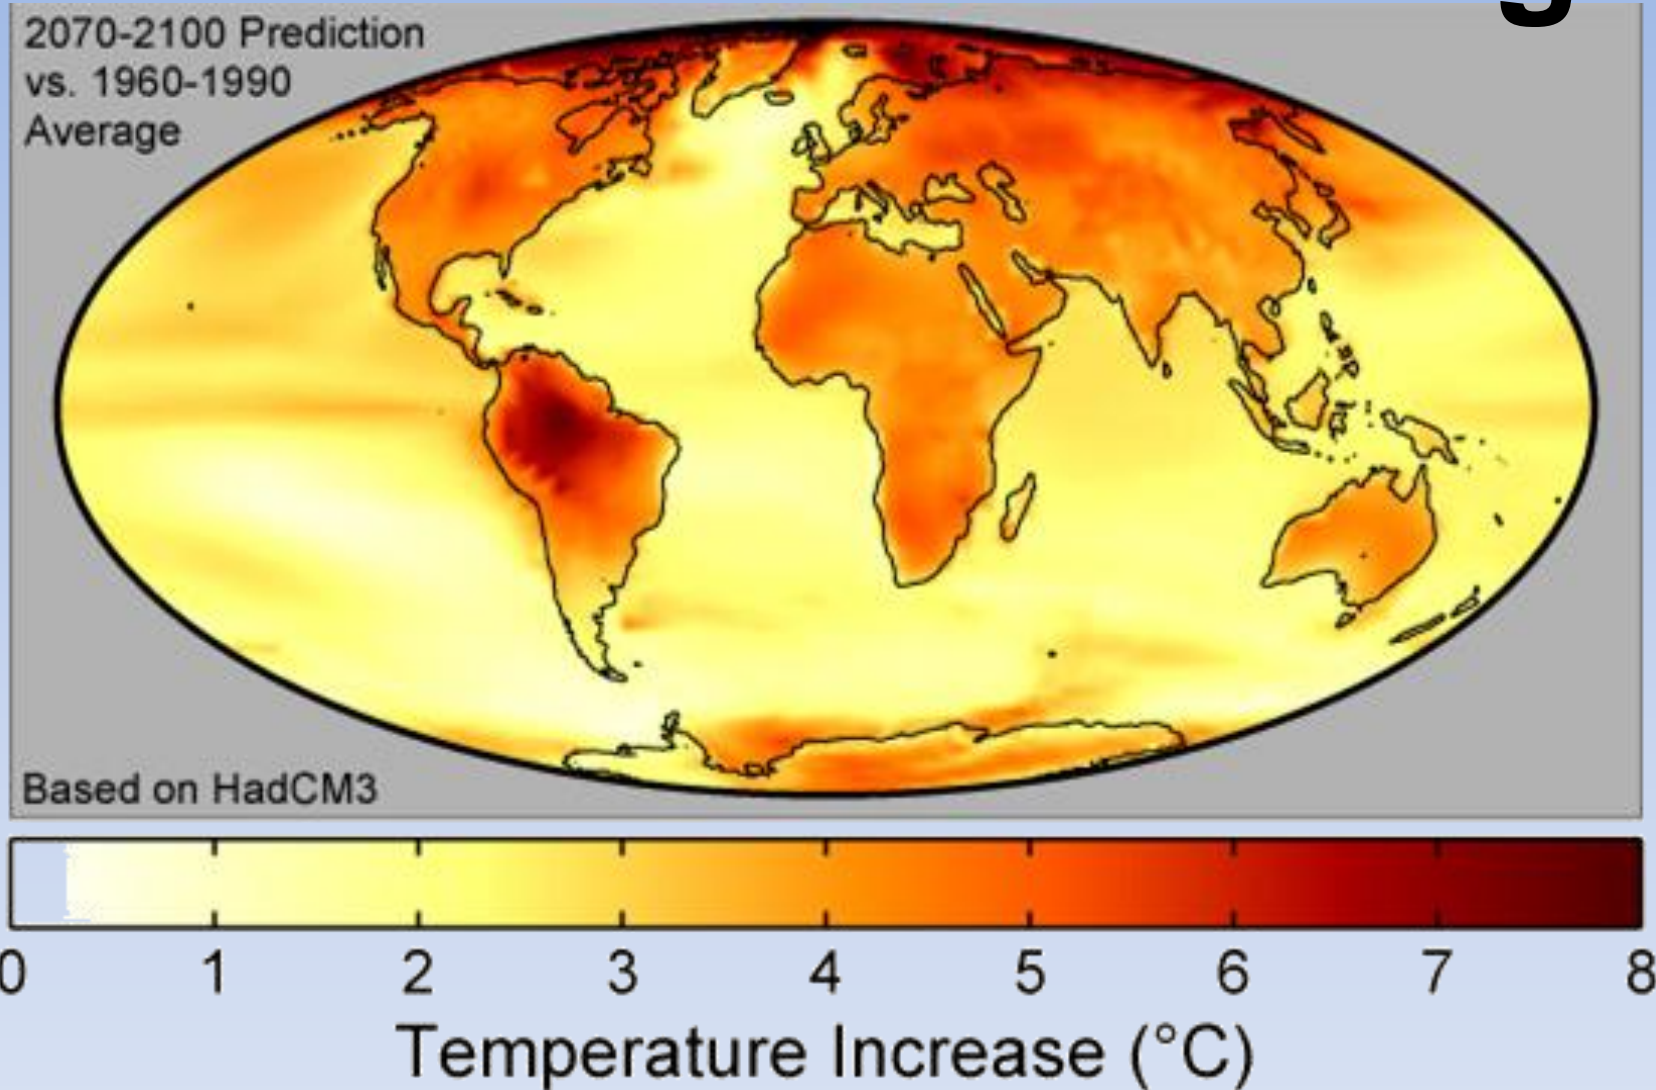 2070-2100 Prediction
vs. 1960-1990
Average
Based on HadCM3
0 1 2 3 4 5 6 7 8
Temperature Increase (°C)